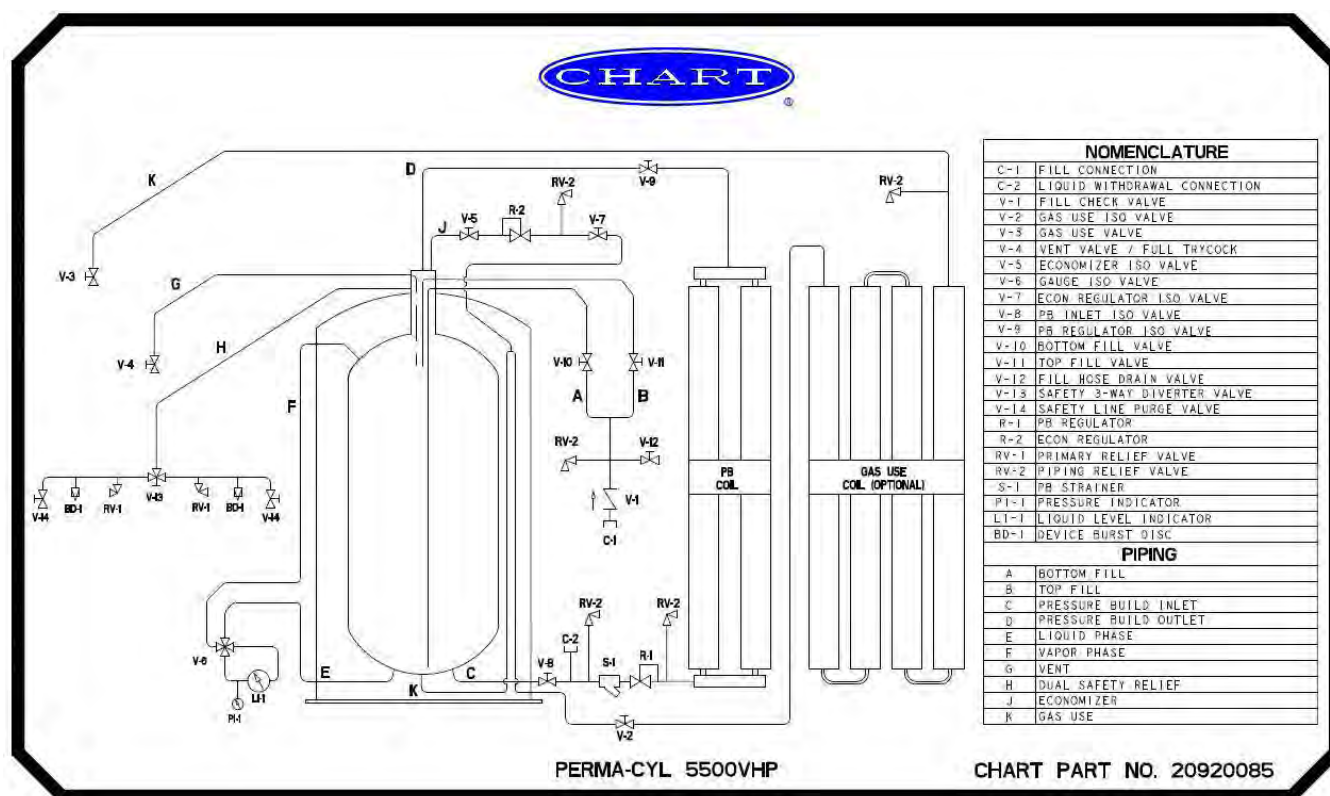 CHART
®
K
D
V-9
RV-2
RV-2
V-5
R-2
V-7
J
V-3
G
H
V-4
F
V-10
V-11
A
B
RV-2
V-12
V-1
C-1
PB
COIL
GAS USE
COIL (OPTIONAL)
V-14
BD-1
RV-1
V-13
RV-1
BD-1
V-14
RV-2
RV-2
C-2
V-8
S-1
R-1
V-6
LI-1
PI-1
E
K
C
V-2
PERMA-CYL 5500VHP
CHART PART NO. 20920085
NOMENCLATURE
C-1 FILL CONNECTION
C-2 LIQUID WITHDRAWAL CONNECTION
V-1 FILL CHECK VALVE
V-2 GAS USE ISO VALVE
V-3 GAS USE VALVE
V-4 VENT VALVE / FULL TRYCOCK
V-5 ECONOMIZER ISO VALVE
V-6 GAUGE ISO VALVE
V-7 ECON REGULATOR ISO VALVE
V-8 PB INLET ISO VALVE
V-9 PB REGULATOR ISO VALVE
V-10 BOTTOM FILL VALVE
V-11 TOP FILL VALVE
V-12 FILL HOSE DRAIN VALVE
V-13 SAFETY 3-WAY DIVERTER VALVE
V-14 SAFETY LINE PURGE VALVE
R-1 PB REGULATOR
R-2 ECON REGULATOR
RV-1 PRIMARY RELIEF VALVE
RV-2 PIPING RELIEF VALVE
S-1 PB STRAINER
PI-1 PRESSURE INDICATOR
LI-1 LIQUID LEVEL INDICATOR
BD-1 DEVICE BURST DISC
PIPING
A BOTTOM FILL
B TOP FILL
C PRESSURE BUILD INLET
D PRESSURE BUILD OUTLET
E LIQUID PHASE
F VAPOR PHASE
G VENT
H DUAL SAFETY RELIEF
J ECONOMIZER
K GAS USE